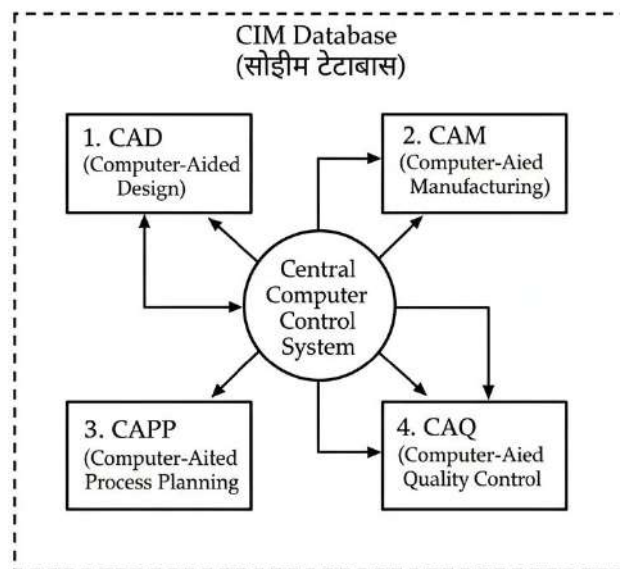 CIM Database
(सोईीम टेटाबास)
1. CAD
(Computer-Aided
Design)
2. CAM
(Computer-Aied
Manufacturing)
Central
Computer
Control
System
3. CAPP
(Computer-Aited
Process Planning
4. CAQ
(Computer-Aied
Quality Control